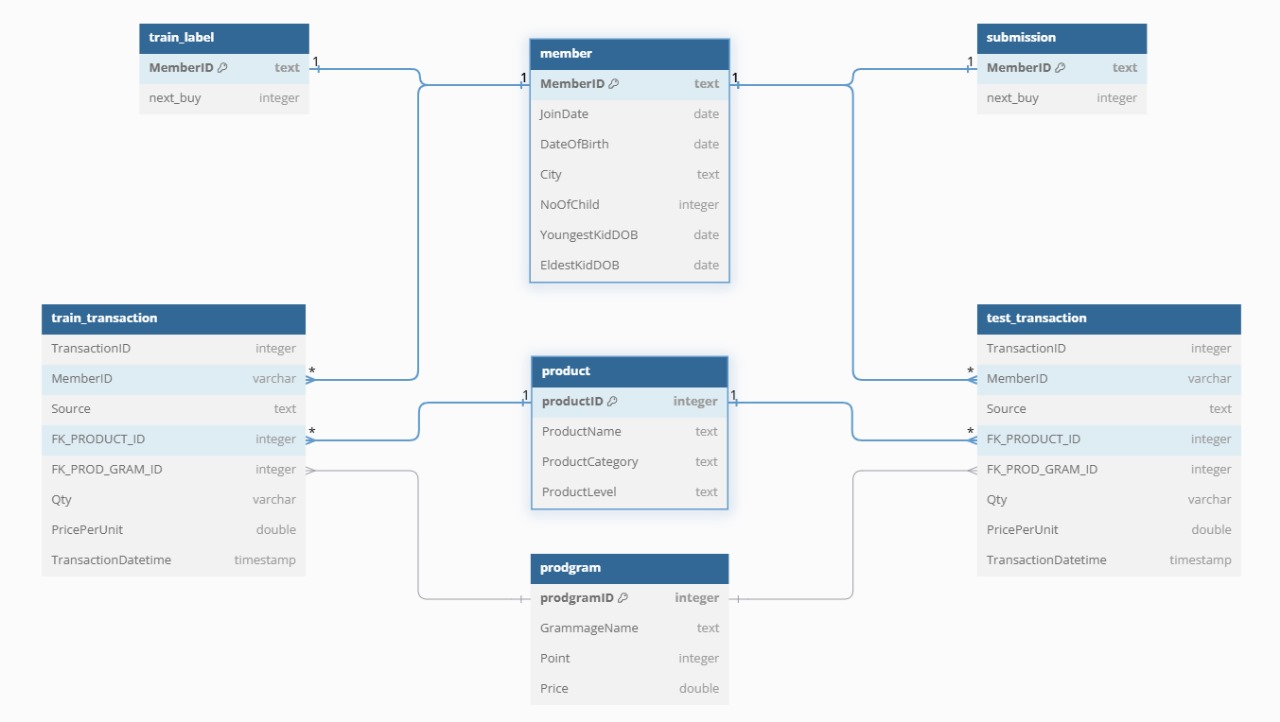 train_label
MemberID text
next_buy integer
1
member
MemberID text
JoinDate date
DateOfBirth date
City text
NoOfChild integer
YoungestKidDOB date
EldestKidDOB date
1
1
submission
MemberID text
next_buy integer
1
train_transaction
TransactionID integer
MemberID varchar
Source text
FK_PRODUCT_ID integer
FK_PROD_GRAM_ID integer
Qty varchar
PricePerUnit double
TransactionDatetime timestamp
*
*
product
productID integer
ProductName text
ProductCategory text
ProductLevel text
1
1
test_transaction
TransactionID integer
MemberID varchar
Source text
FK_PRODUCT_ID integer
FK_PROD_GRAM_ID integer
Qty varchar
PricePerUnit double
TransactionDatetime timestamp
*
*
prodgram
prodgramID integer
GrammageName text
Point integer
Price double